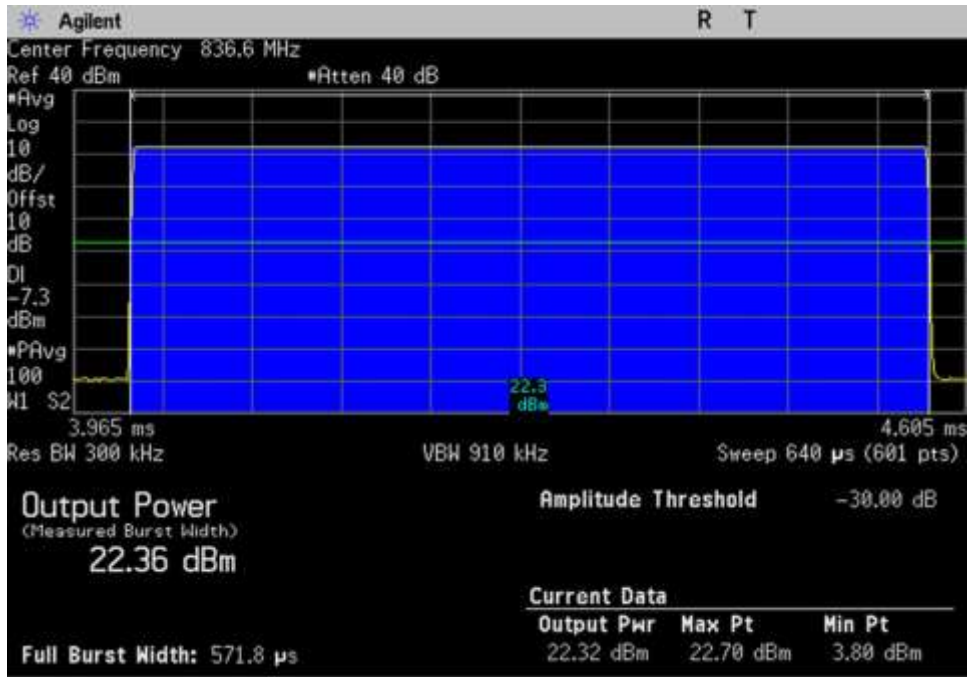 Agilent R T
Center Frequency 836.6 MHz
Ref 40 dBm *Atten 40 dB
*Avg
Log
10
dB/
Offst
10
dB
DI
-7.3
dBm
*PAvg
100
W1 S2
22.3
dBm
3.965 ms 4.605 ms
Res BW 300 kHz VBW 910 kHz Sweep 640 µs (601 pts)
Output Power
(Measured Burst Width)
22.36 dBm
Amplitude Threshold -30.00 dB
Current Data
Output Pwr Max Pt Min Pt
22.32 dBm 22.70 dBm 3.80 dBm
Full Burst Width: 571.8 µs